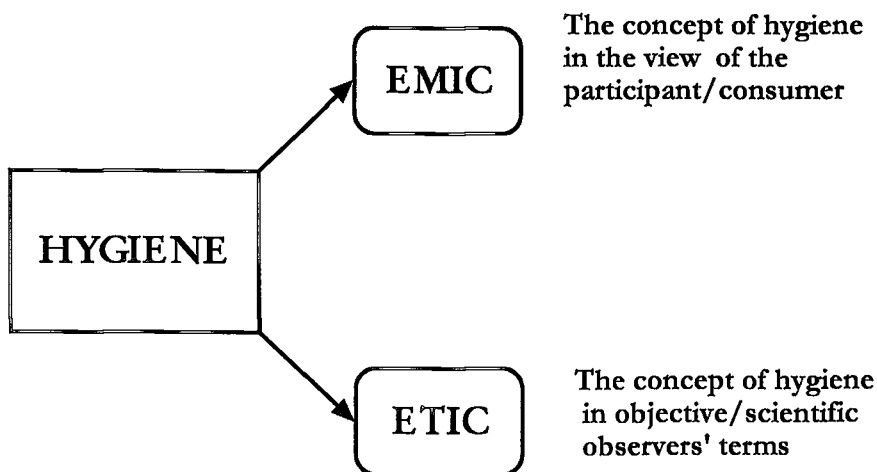 The concept of hygiene
in the view of the
participant/consumer
EMIC
HYGIENE
ETIC
The concept of hygiene
in objective/scientific
observers' terms